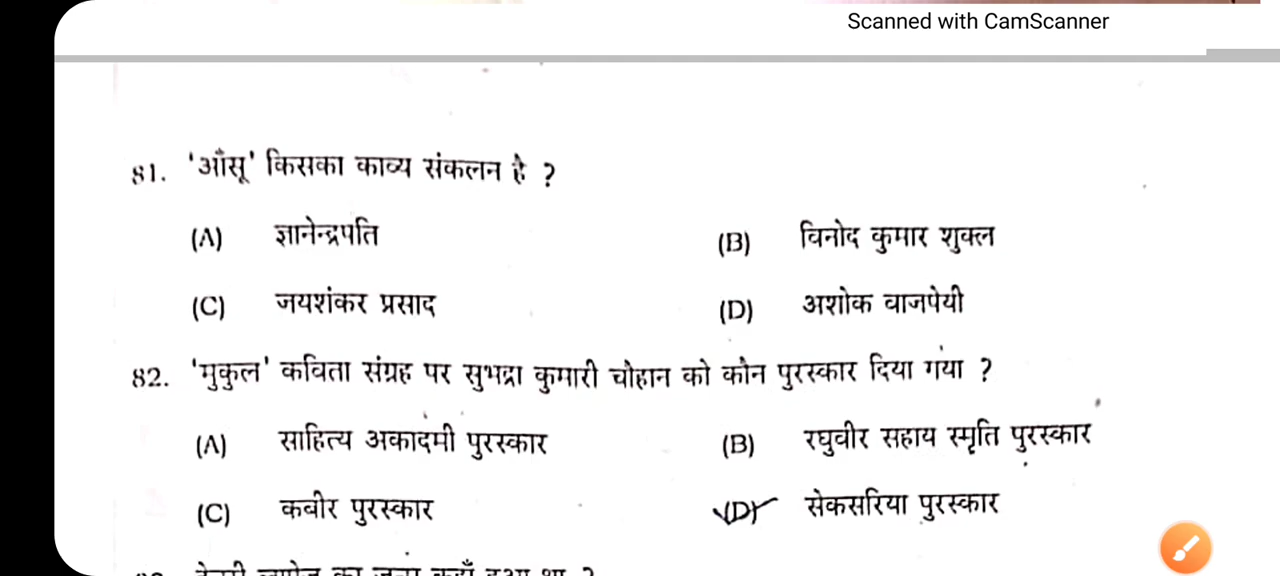 Scanned with CamScanner
81. 'आँसू' किसका काव्य संकलन है ?
(A) ज्ञानेन्द्रपति (B) विनोद कुमार शुक्ल
(C) जयशंकर प्रसाद (D) अशोक वाजपेयी
82. 'मुकुल' कविता संग्रह पर सुभद्रा कुमारी चौहान को कौन पुरस्कार दिया गया ?
(A) साहित्य अकादमी पुरस्कार (B) रघुवीर सहाय स्मृति पुरस्कार
(C) कबीर पुरस्कार (D) सेकसरिया पुरस्कार